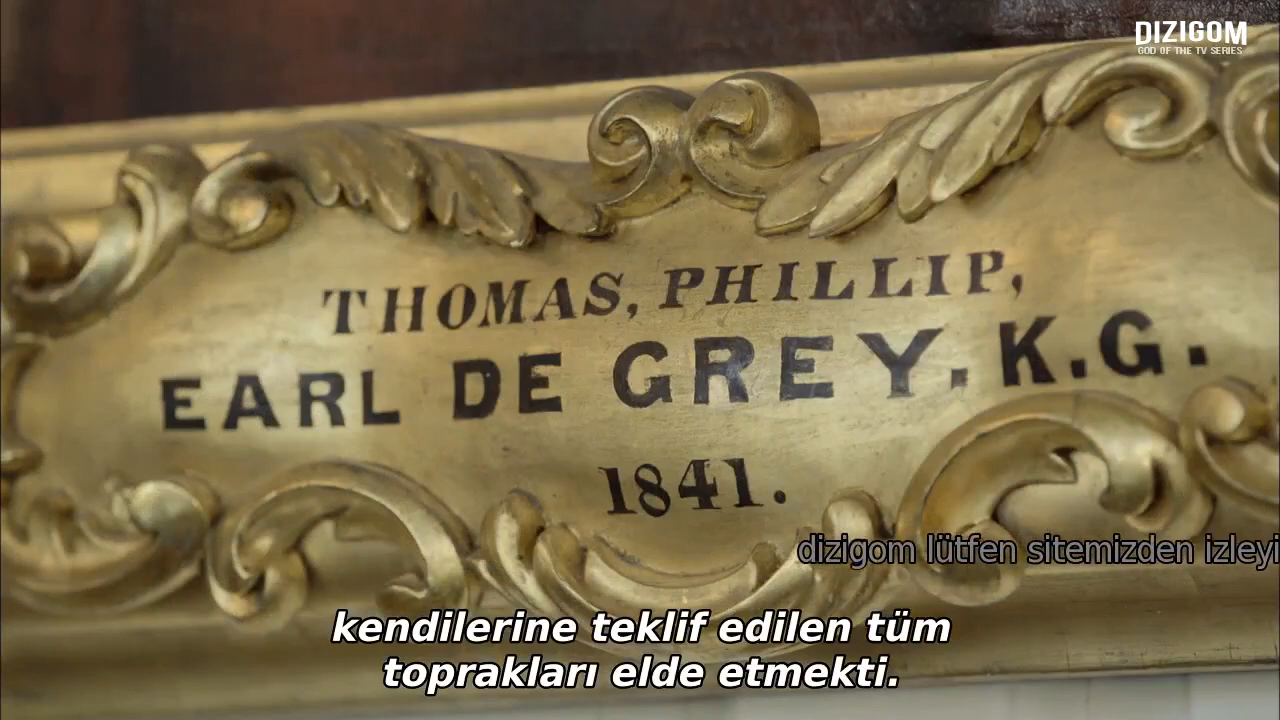 DIZIGOM
GOD OF THE TV SERIES
THOMAS, PHILLIP,
EARL DE GREY, K.G.
1841.
dizigom lütfen sitemizden izleyi
kendilerine teklif edilen tüm
toprakları elde etmekti.